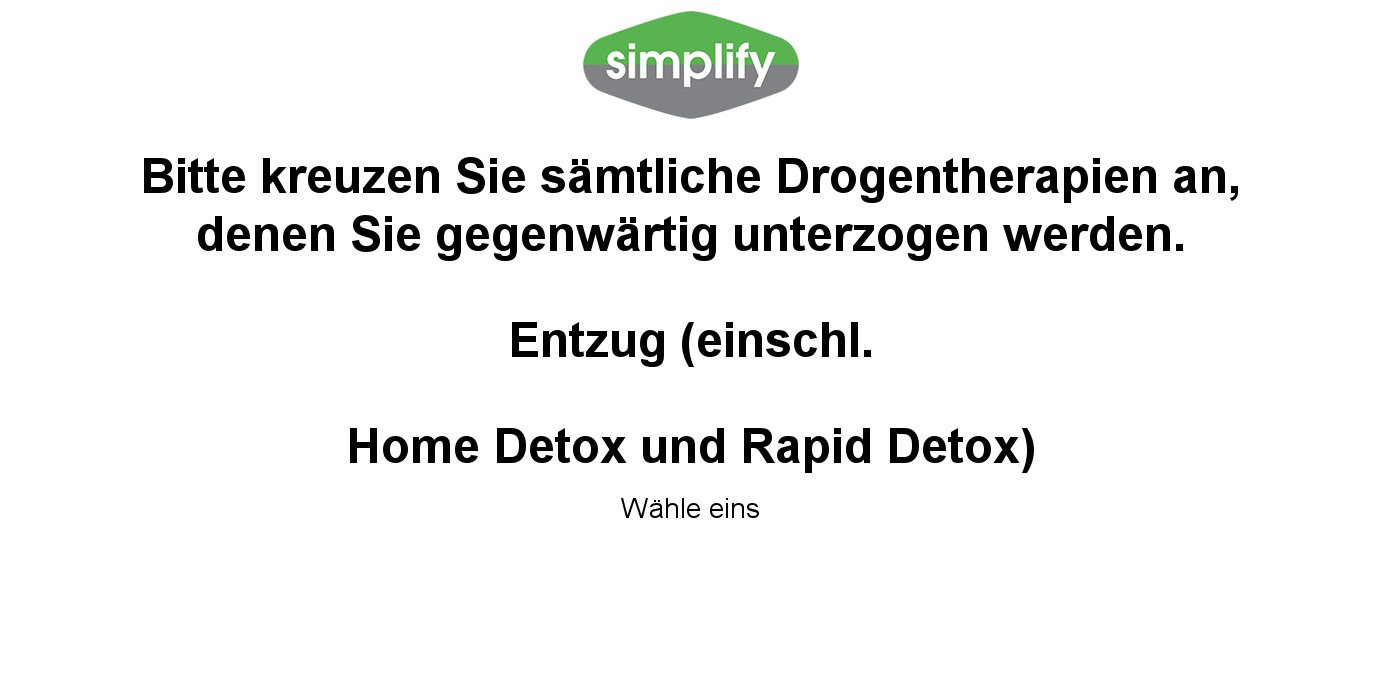 simplify
Bitte kreuzen Sie sämtliche Drogentherapien an,
denen Sie gegenwärtig unterzogen werden.
Entzug (einschl.
Home Detox und Rapid Detox)
Wähle eins